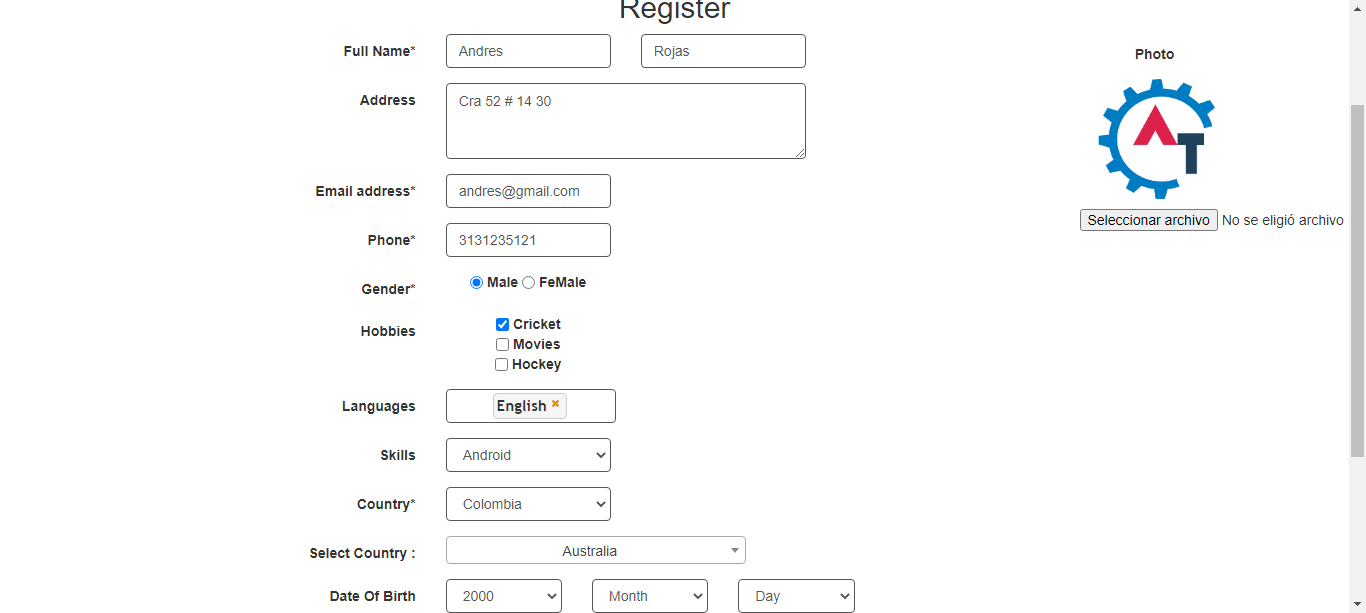 Register
Full Name* Andres Rojas
Photo
Address Cra 52 # 14 30
AT
Email address* andres@gmail.com
Seleccionar archivo No se eligió archivo
Phone* 3131235121
Gender* Male FeMale
Hobbies Cricket
Movies
Hockey
Languages English
Skills Android
Country* Colombia
Select Country : Australia
Date Of Birth 2000 Month Day